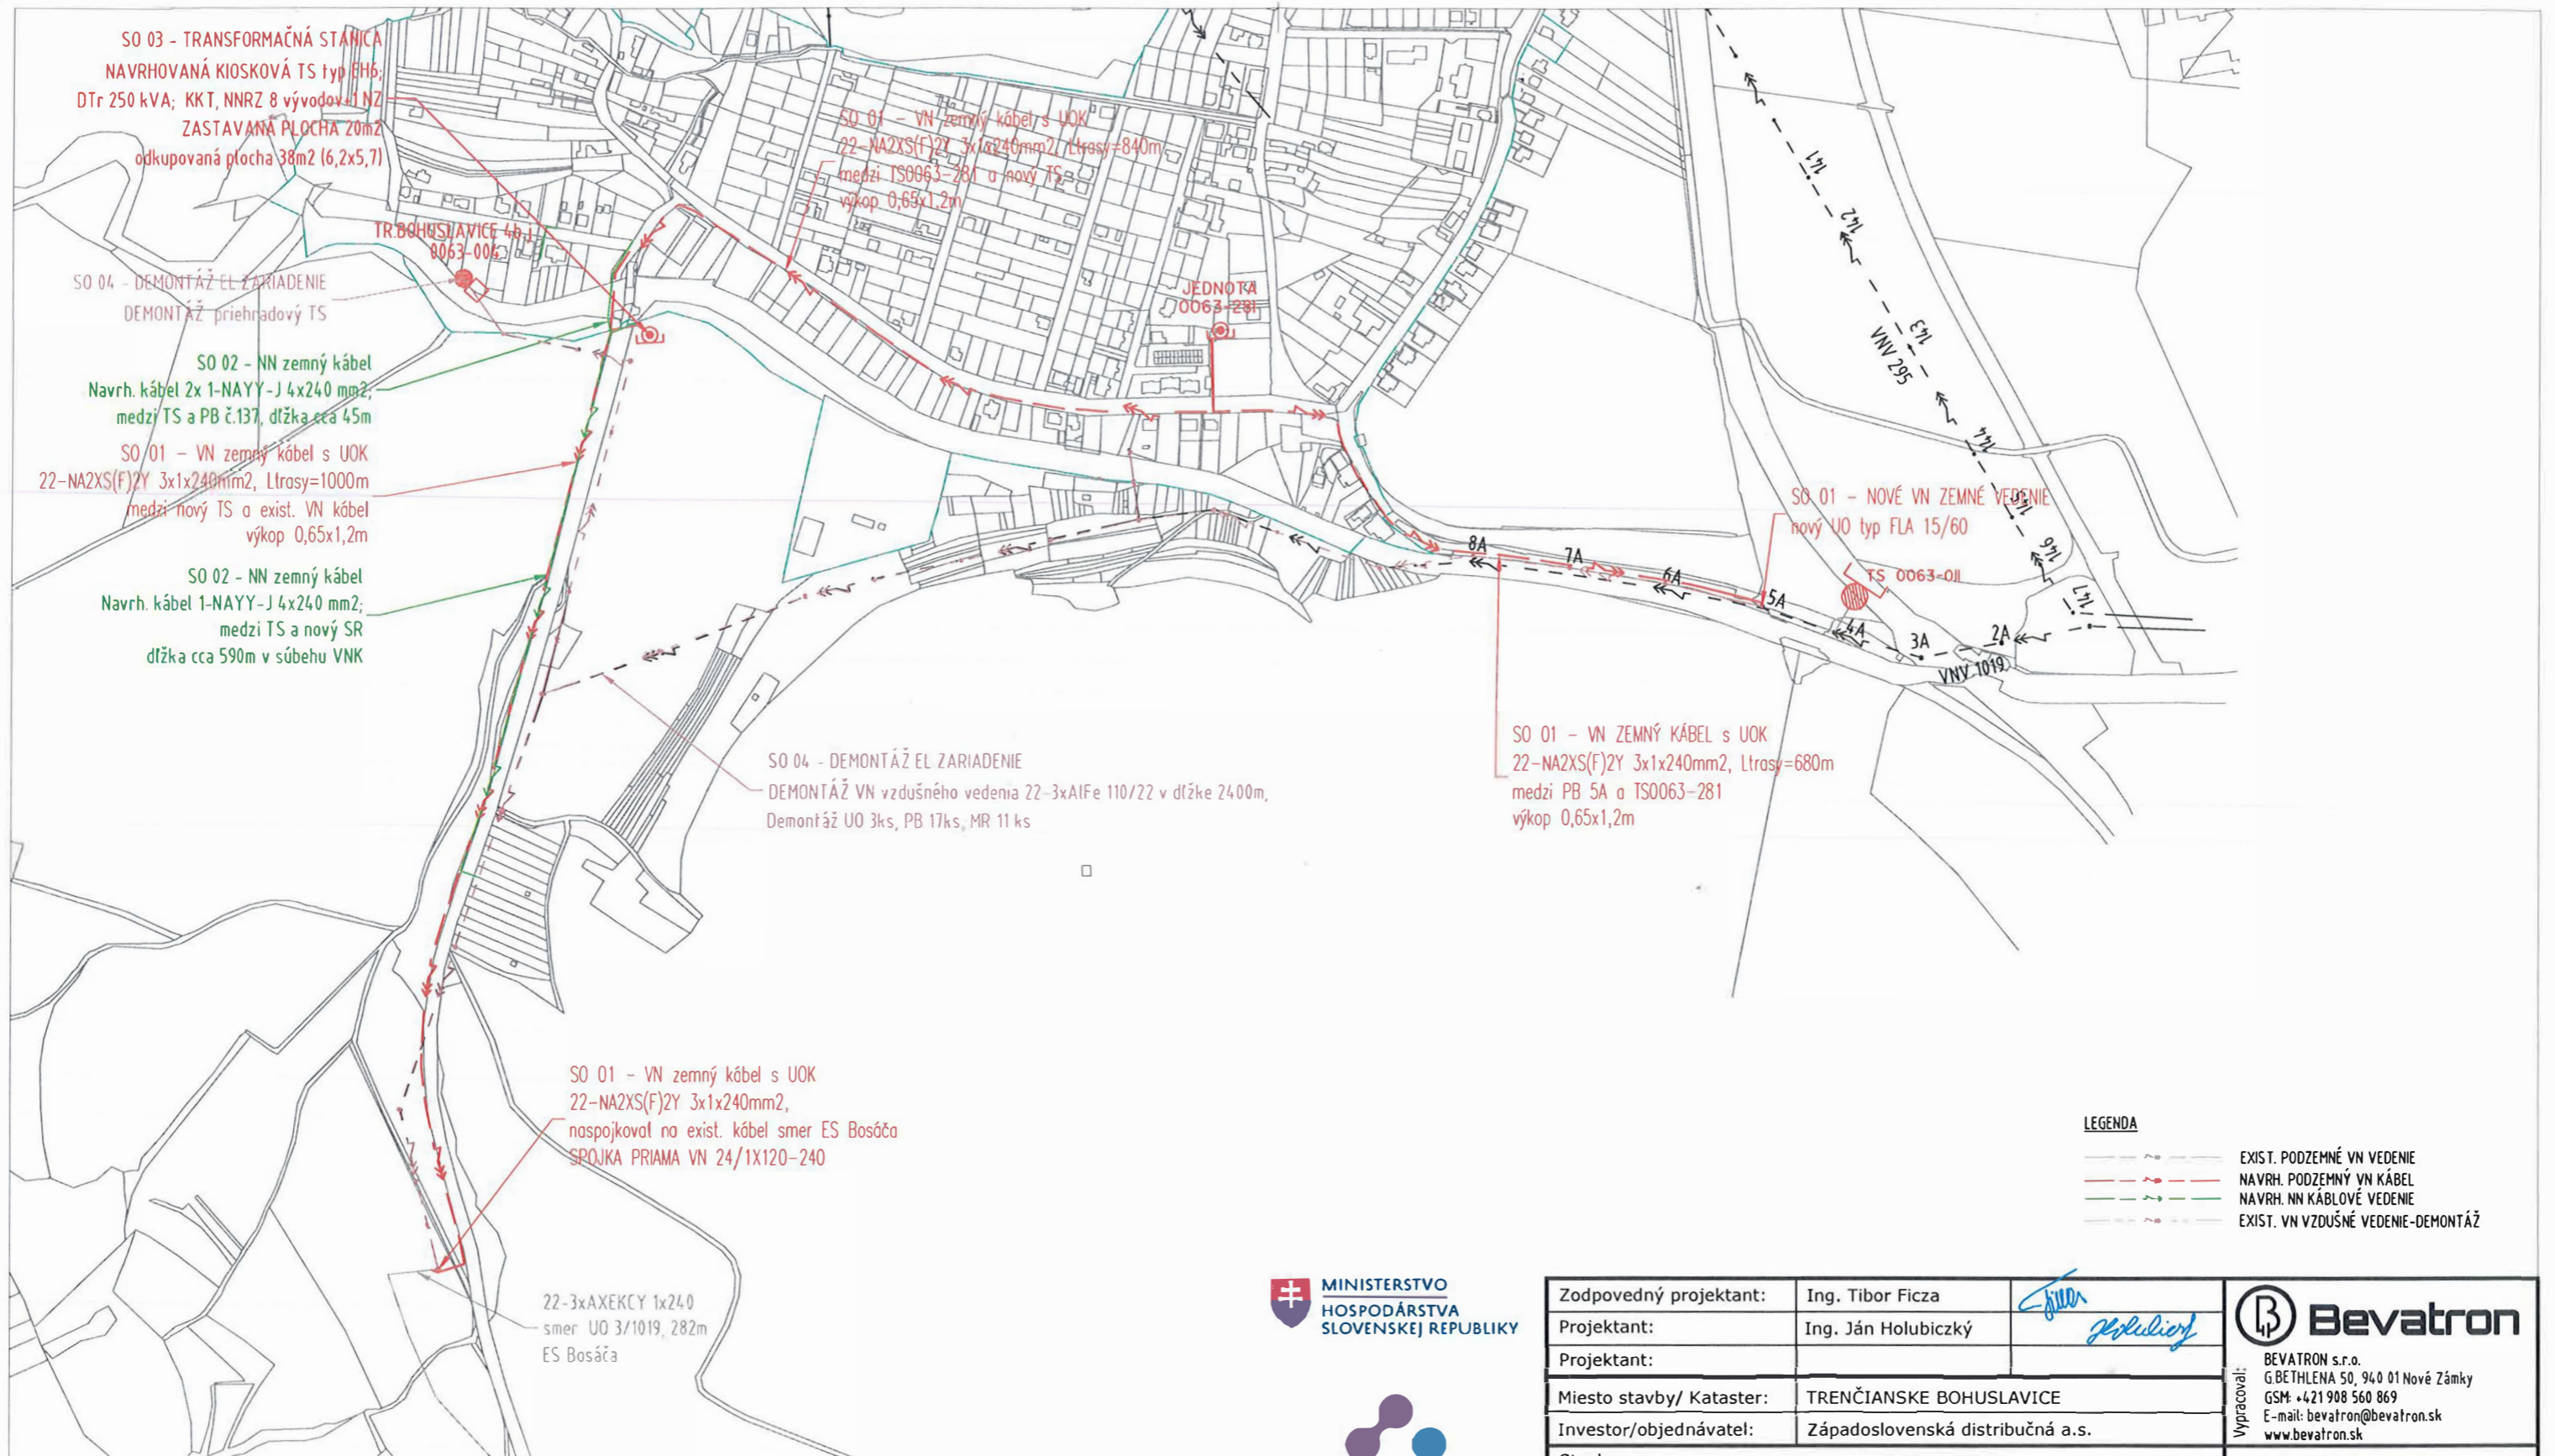 SO 03 - TRANSFORMAČNÁ STANICA
NAVRHOVANÁ KIOSKOVÁ TS typ EH6;
DTr 250 kVA; KKT, NNRZ 8 vývodov+1 NZ
ZASTAVANÁ PLOCHA 20m2
odkupovaná plocha 38m2 (6,2x5,7)
SO 01 - VN zemný kábel s UOK
22-NA2XS(F)2Y 3x1x240mm2, Ltrasy=840m
medzi TS0063-281 a nový TS
výkop 0,65x1,2m
TR.BOHUSLAVICE 4b.j
0063-004
SO 04 - DEMONTÁŽ EL.ZARIADENIE
DEMONTÁŽ priehradový TS
JEDNOTA
0063-281
SO 02 - NN zemný kábel
Navrh. kábel 2x 1-NAYY-J 4x240 mm2;
medzi TS a PB č.137, dľžka cca 45m
SO 01 - VN zemný kábel s UOK
22-NA2XS(F)2Y 3x1x240mm2, Ltrasy=1000m
medzi nový TS a exist. VN kábel
výkop 0,65x1,2m
SO 02 - NN zemný kábel
Navrh. kábel 1-NAYY-J 4x240 mm2;
medzi TS a nový SR
dľžka cca 590m v súbehu VNK
141
142
143
VNV 295
144
145
146
147
SO 01 - NOVÉ VN ZEMNÉ VEDENIE
nový UO typ FLA 15/60
TS 0063-011
8A
7A
6A
5A
4A
3A
2A
VNV 1019
SO 04 - DEMONTÁŽ EL.ZARIADENIE
DEMONTÁŽ VN vzdušného vedenia 22-3xAlFe 110/22 v dľžke 2400m,
Demontáž UO 3ks, PB 17ks, MR 11 ks
SO 01 - VN ZEMNÝ KÁBEL s UOK
22-NA2XS(F)2Y 3x1x240mm2, Ltrasy=680m
medzi PB 5A a TS0063-281
výkop 0,65x1,2m
SO 01 - VN zemný kábel s UOK
22-NA2XS(F)2Y 3x1x240mm2,
naspojkovat na exist. kábel smer ES Bosáča
SPOJKA PRIAMA VN 24/1X120-240
22-3xAXEKCY 1x240
smer UO 3/1019, 282m
ES Bosáča
LEGENDA
EXIST. PODZEMNÉ VN VEDENIE
NAVRH. PODZEMNÝ VN KÁBEL
NAVRH. NN KÁBLOVÉ VEDENIE
EXIST. VN VZDUŠNÉ VEDENIE-DEMONTÁŽ
MINISTERSTVO
HOSPODÁRSTVA
SLOVENSKEJ REPUBLIKY
Zodpovedný projektant: Ing. Tibor Ficza
Projektant: Ing. Ján Holubiczký
Projektant:
Miesto stavby/ Kataster: TRENČIANSKE BOHUSLAVICE
Investor/objednávateľ: Západoslovenská distribučná a.s.
Vypracoval:
Bevatron
BEVATRON s.r.o.
G.BETHLENA 50, 940 01 Nové Zámky
GSM: +421 908 560 869
E-mail: bevatron@bevatron.sk
www.bevatron.sk